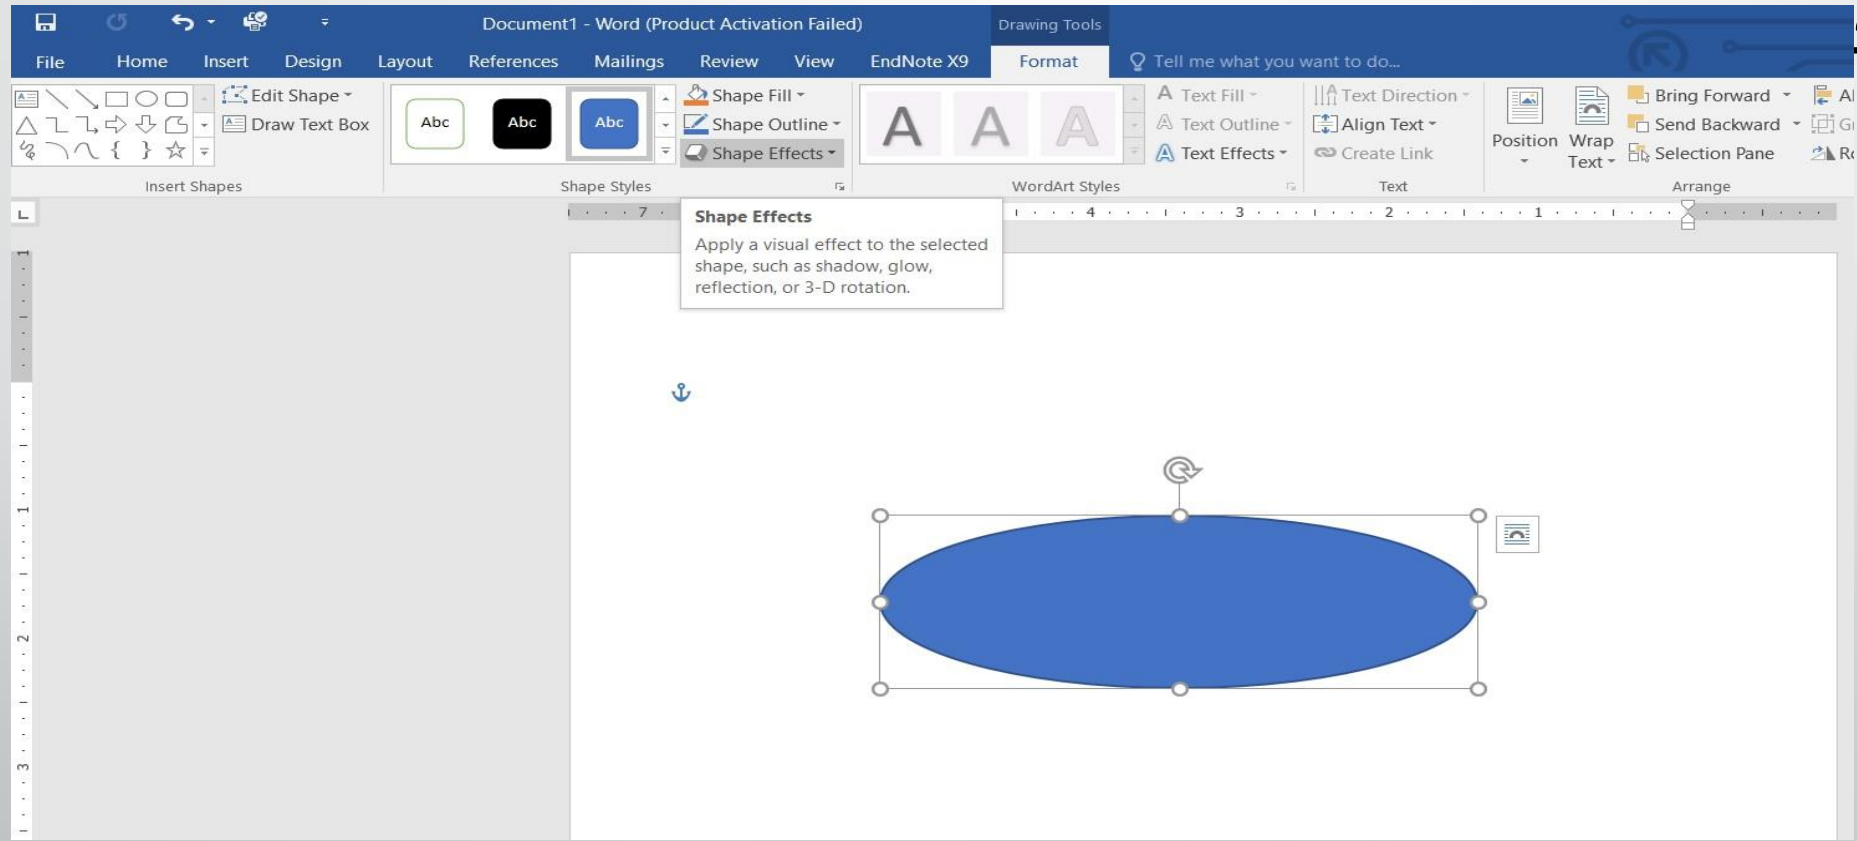 Document1 - Word (Product Activation Failed)
Drawing Tools
File Home Insert Design Layout References Mailings Review View EndNote X9 Format Tell me what you want to do...
Edit Shape
Draw Text Box
Insert Shapes
Abc Abc Abc
Shape Fill
Shape Outline
Shape Effects
Shape Styles
A A A
Text Fill
Text Outline
Text Effects
WordArt Styles
Text Direction
Align Text
Create Link
Text
Position
Wrap
Text
Bring Forward
Send Backward
Selection Pane
Arrange
7 4 3 2 1
Shape Effects
Apply a visual effect to the selected
shape, such as shadow, glow,
reflection, or 3-D rotation.
1
1
2
3